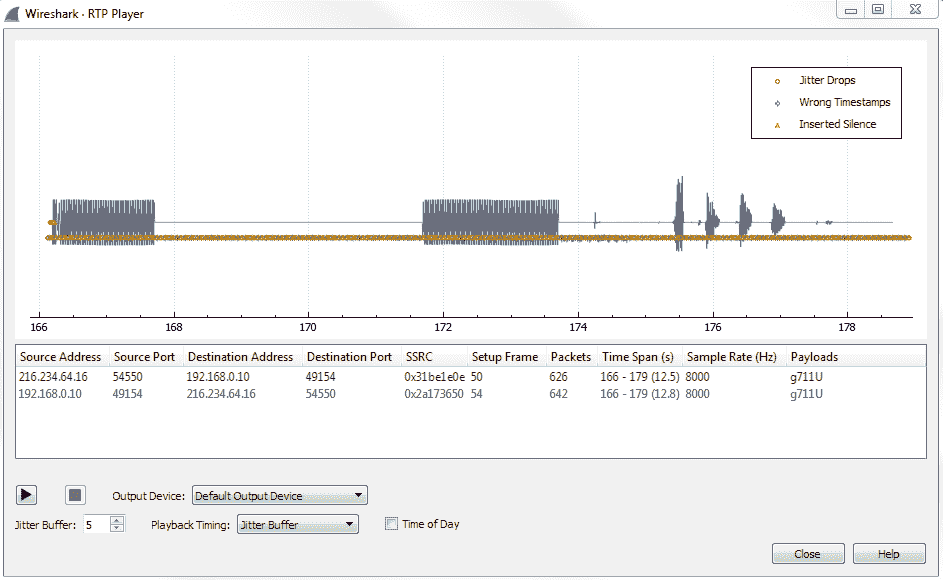 Wireshark · RTP Player
Jitter Drops
Wrong Timestamps
Inserted Silence
166 168 170 172 174 176 178
Source Address Source Port Destination Address Destination Port SSRC Setup Frame Packets Time Span (s) Sample Rate (Hz) Payloads
216.234.64.16 54550 192.168.0.10 49154 0x31be1e0e 50 626 166 - 179 (12.5) 8000 g711U
192.168.0.10 49154 216.234.64.16 54550 0x2a173650 54 642 166 - 179 (12.8) 8000 g711U
Output Device: Default Output Device
Jitter Buffer: 5 Playback Timing: Jitter Buffer Time of Day
Close Help